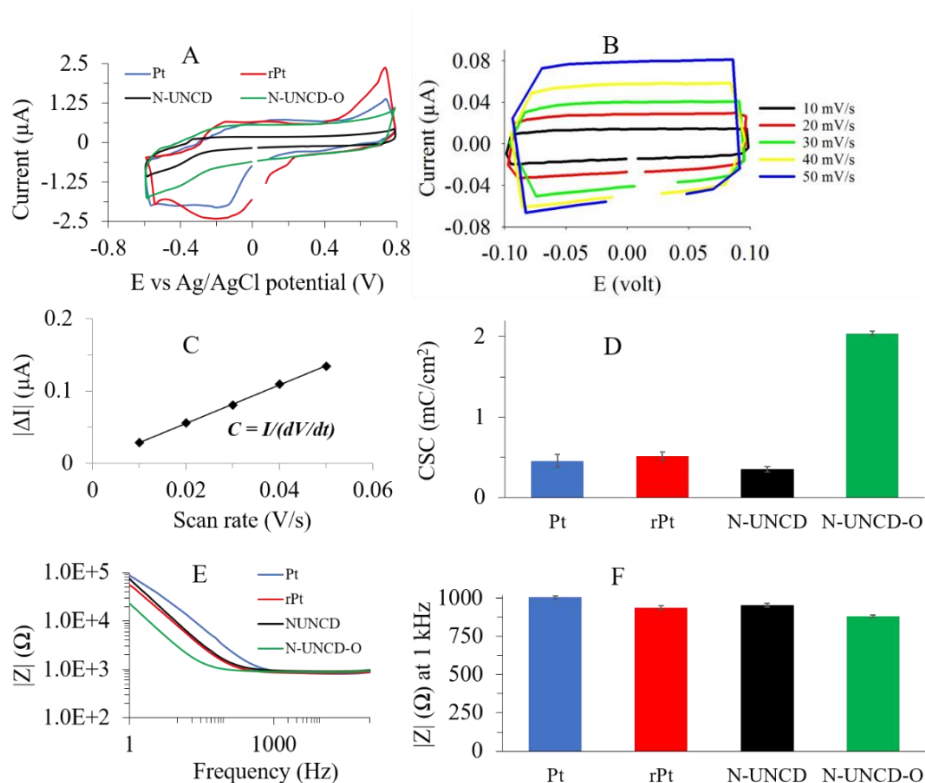 A
2.5
1.25
0
-1.25
-2.5
Pt
rPt
N-UNCD
N-UNCD-O
-0.8
-0.4
0
0.4
0.8
Current (µA)
E vs Ag/AgCl potential (V)
B
0.08
0.04
0.00
-0.04
-0.08
-0.10
-0.05
0.00
0.05
0.10
Current (µA)
E (volt)
10 mV/s
20 mV/s
30 mV/s
40 mV/s
50 mV/s
C
0.2
0.1
0
0
0.02
0.04
0.06
|ΔI| (µA)
C = I/(dV/dt)
Scan rate (V/s)
D
2
1
0
CSC (mC/cm²)
Pt
rPt
N-UNCD
N-UNCD-O
E
1.0E+5
1.0E+4
1.0E+3
1.0E+2
1
1000
|Z| (Ω)
Pt
rPt
NUNCD
N-UNCD-O
Frequency (Hz)
F
1000
750
500
250
0
|Z| (Ω) at 1 kHz
Pt
rPt
N-UNCD
N-UNCD-O